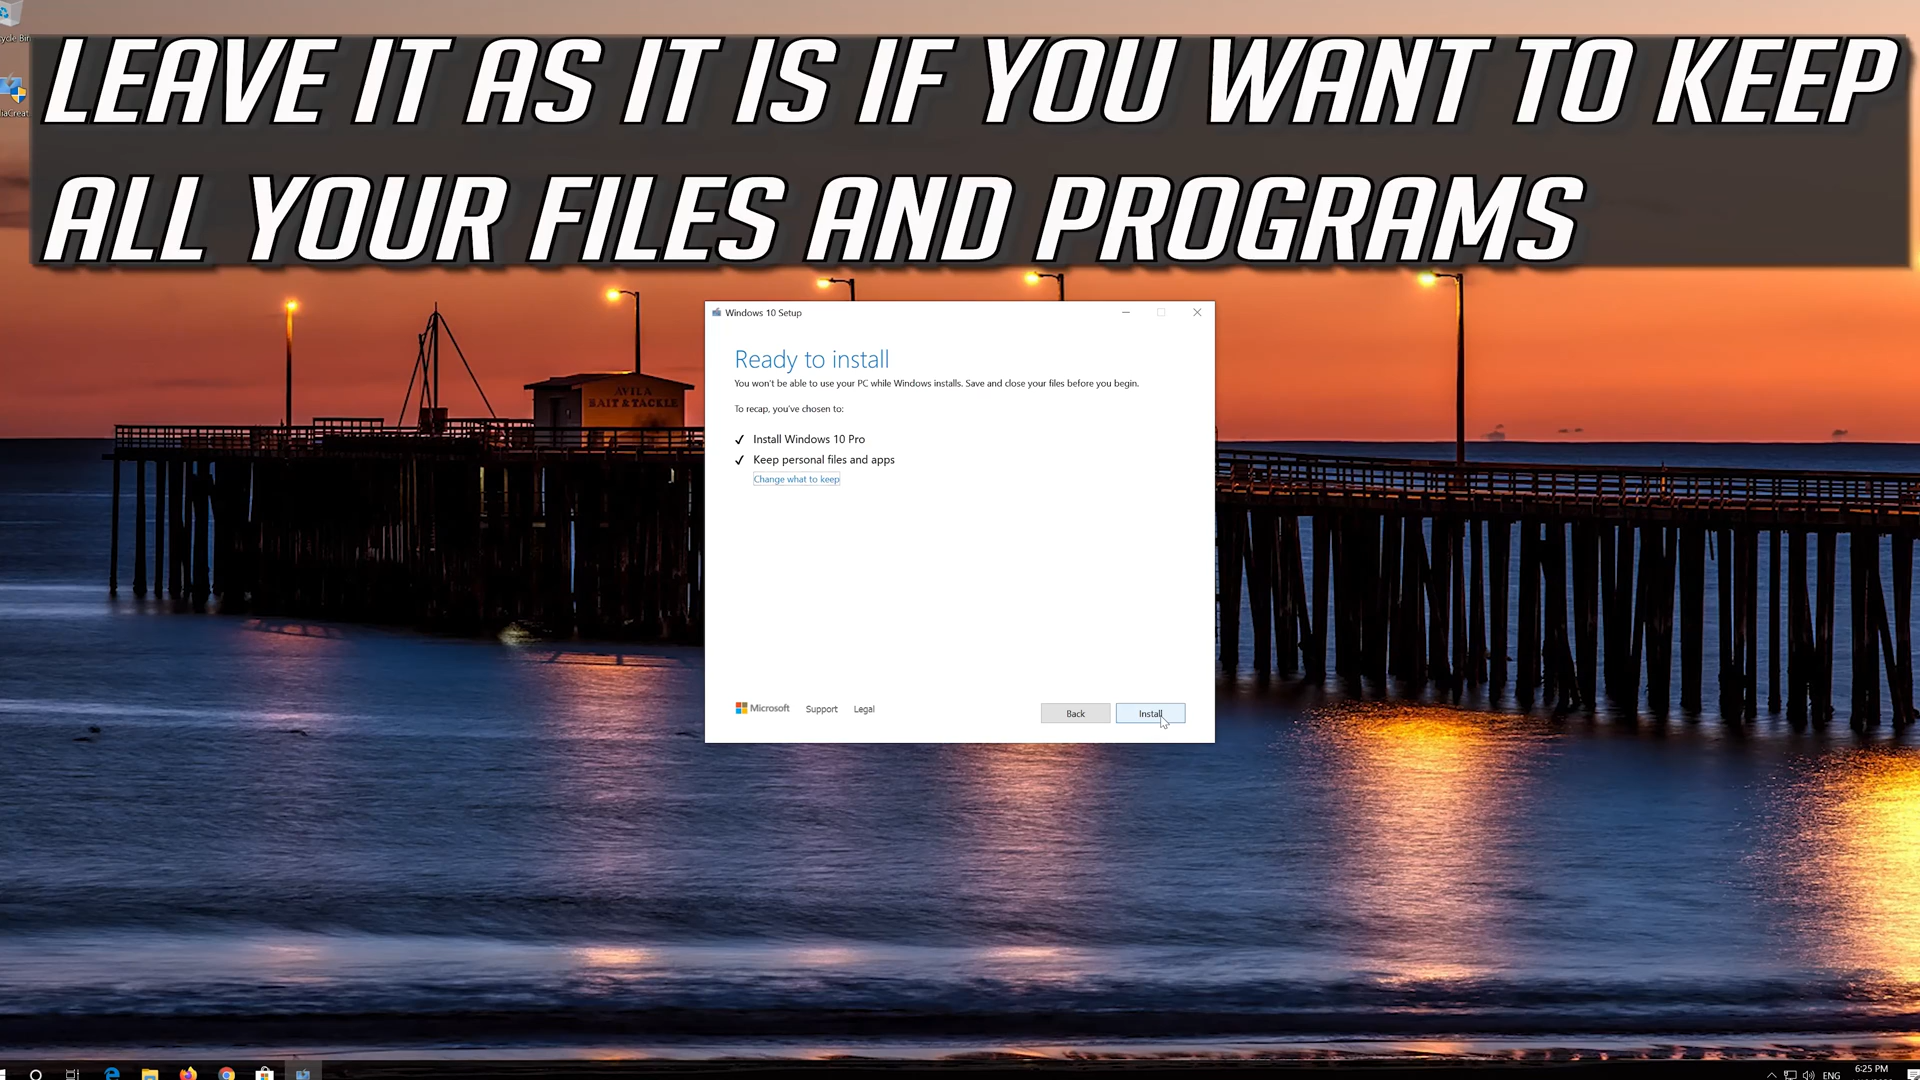 LEAVE IT AS IT IS IF YOU WANT TO KEEP
ALL YOUR FILES AND PROGRAMS
AVILA
BAIT & TACKLE
Windows 10 Setup
Ready to install
You won't be able to use your PC while Windows installs. Save and close your files before you begin.
To recap, you've chosen to:
✓ Install Windows 10 Pro
✓ Keep personal files and apps
Change what to keep
Microsoft Support Legal
Back Install
ENG
6:25 PM